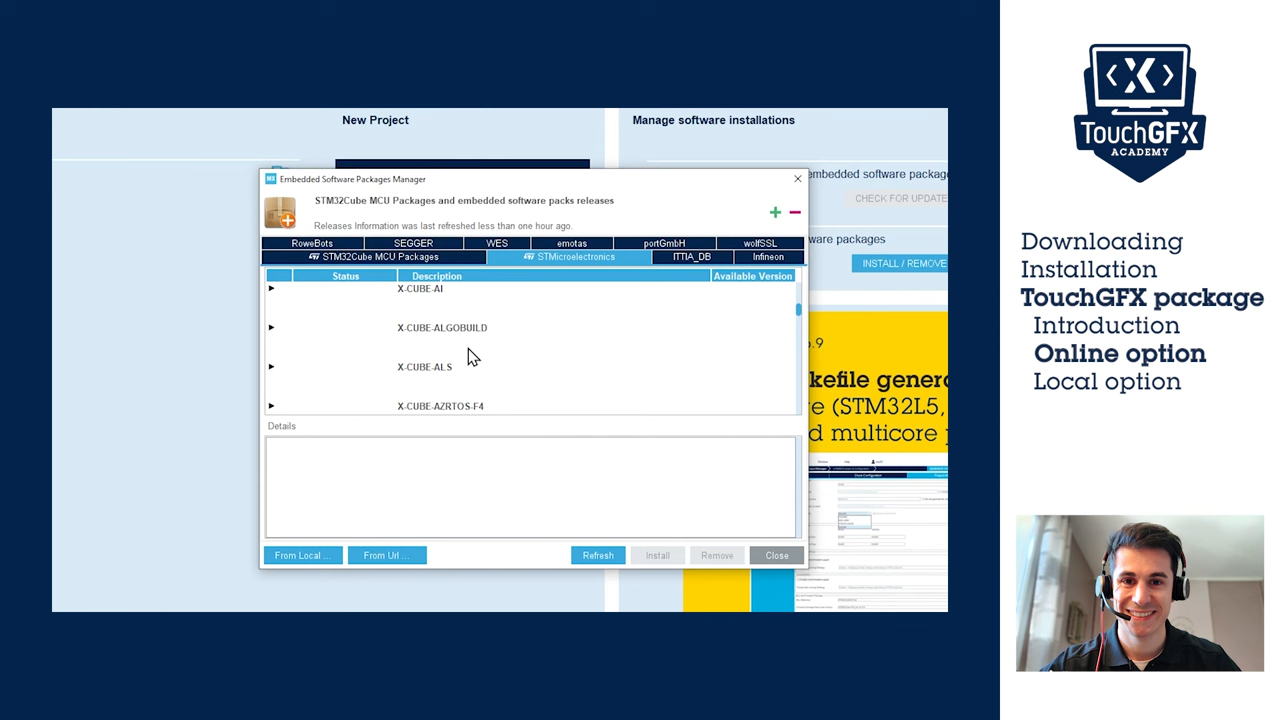 New Project
Manage software installations
Embedded Software Packages Manager
STM32Cube MCU Packages and embedded software packs releases
Releases Information was last refreshed less than one hour ago.
RoweBots
SEGGER
WES
emotas
portGmbH
wolfSSL
STM32Cube MCU Packages
STMicroelectronics
ITTIA_DB
Infineon
Status
Description
Available Version
X-CUBE-AI
X-CUBE-ALGOBUILD
X-CUBE-ALS
X-CUBE-AZRTOS-F4
Details
From Local ...
From Url ...
Refresh
Install
Remove
Close
embedded software package
CHECK FOR UPDATE
ware packages
INSTALL / REMOVE
.9
kefile genera
e (STM32L5,
d multicore p
TouchGFX
ACADEMY
Downloading
Installation
TouchGFX package
Introduction
Online option
Local option